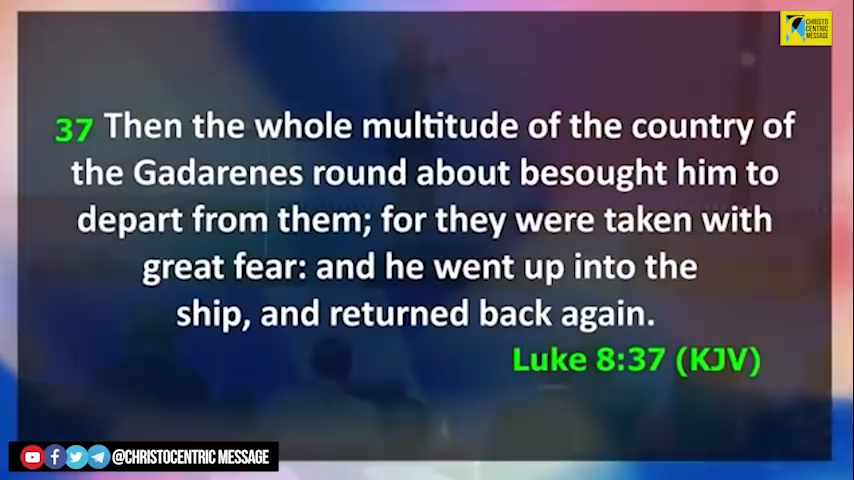 CHRISTO
CENTRIC
MESSAGE
37 Then the whole multitude of the country of
the Gadarenes round about besought him to
depart from them; for they were taken with
great fear: and he went up into the
ship, and returned back again.
Luke 8:37 (KJV)
@CHRISTOCENTRIC MESSAGE